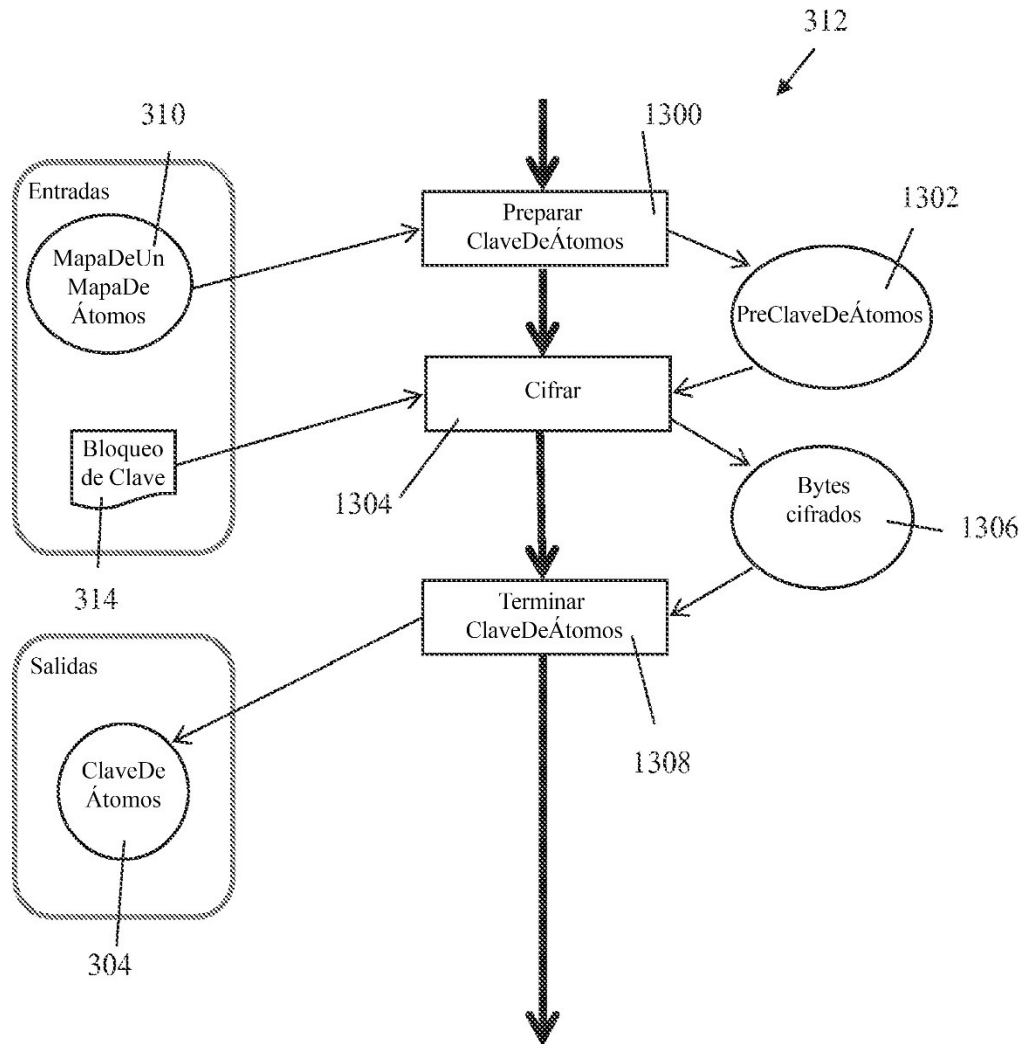 312
310
1300
Entradas
1302
Preparar
ClaveDeÁtomos
MapaDeUn
MapaDe
Átomos
PreClaveDeÁtomos
Cifrar
Bloqueo
de Clave
1304
Bytes
cifrados
1306
314
Terminar
ClaveDeÁtomos
Salidas
1308
ClaveDe
Átomos
304